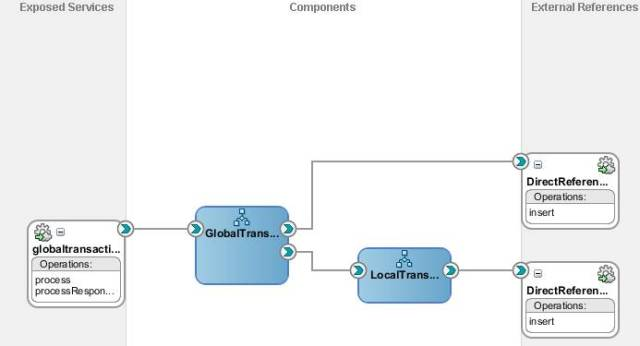 Exposed Services
Components
External References
DirectReferen...
Operations:
insert
GlobalTrans...
globaltransacti...
Operations:
process
processRespon...
LocalTrans...
DirectReferen...
Operations:
insert